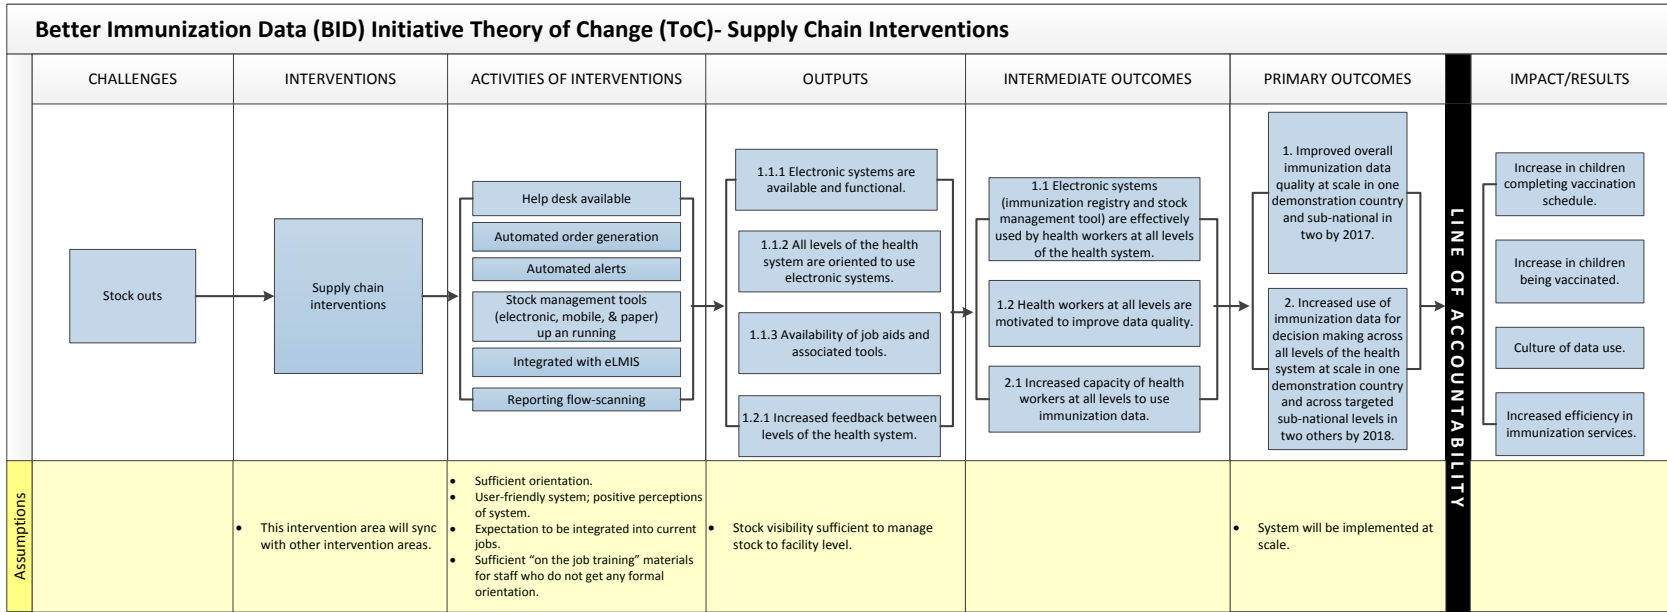 Better Immunization Data (BID) Initiative Theory of Change (ToC)- Supply Chain Interventions
CHALLENGES
INTERVENTIONS
ACTIVITIES OF INTERVENTIONS
OUTPUTS
INTERMEDIATE OUTCOMES
PRIMARY OUTCOMES
IMPACT/RESULTS
Stock outs
Supply chain
interventions
Help desk available
Automated order generation
Automated alerts
Stock management tools
(electronic, mobile, & paper)
up an running
Integrated with eLMIS
Reporting flow-scanning
1.1.1 Electronic systems are
available and functional.
1.1.2 All levels of the health
system are oriented to use
electronic systems.
1.1.3 Availability of job aids and
associated tools.
1.2.1 Increased feedback between
levels of the health system.
1.1 Electronic systems
(immunization registry and stock
management tool) are effectively
used by health workers at all levels
of the health system.
1.2 Health workers at all levels are
motivated to improve data quality.
2.1 Increased capacity of health
workers at all levels to use
immunization data.
1. Improved overall
immunization data
quality at scale in one
demonstration country
and sub-national in
two by 2017.
2. Increased use of
immunization data for
decision making across
all levels of the health
system at scale in one
demonstration country
and across targeted
sub-national levels in
two others by 2018.
LINE OF ACCOUNTABILITY
Increase in children
completing vaccination
schedule.
Increase in children
being vaccinated.
Culture of data use.
Increased efficiency in
immunization services.
Assumptions
• This intervention area will sync
with other intervention areas.
• Sufficient orientation.
• User-friendly system; positive perceptions
of system.
• Expectation to be integrated into current
jobs.
• Sufficient “on the job training” materials
for staff who do not get any formal
orientation.
• Stock visibility sufficient to manage
stock to facility level.
• System will be implemented at
scale.